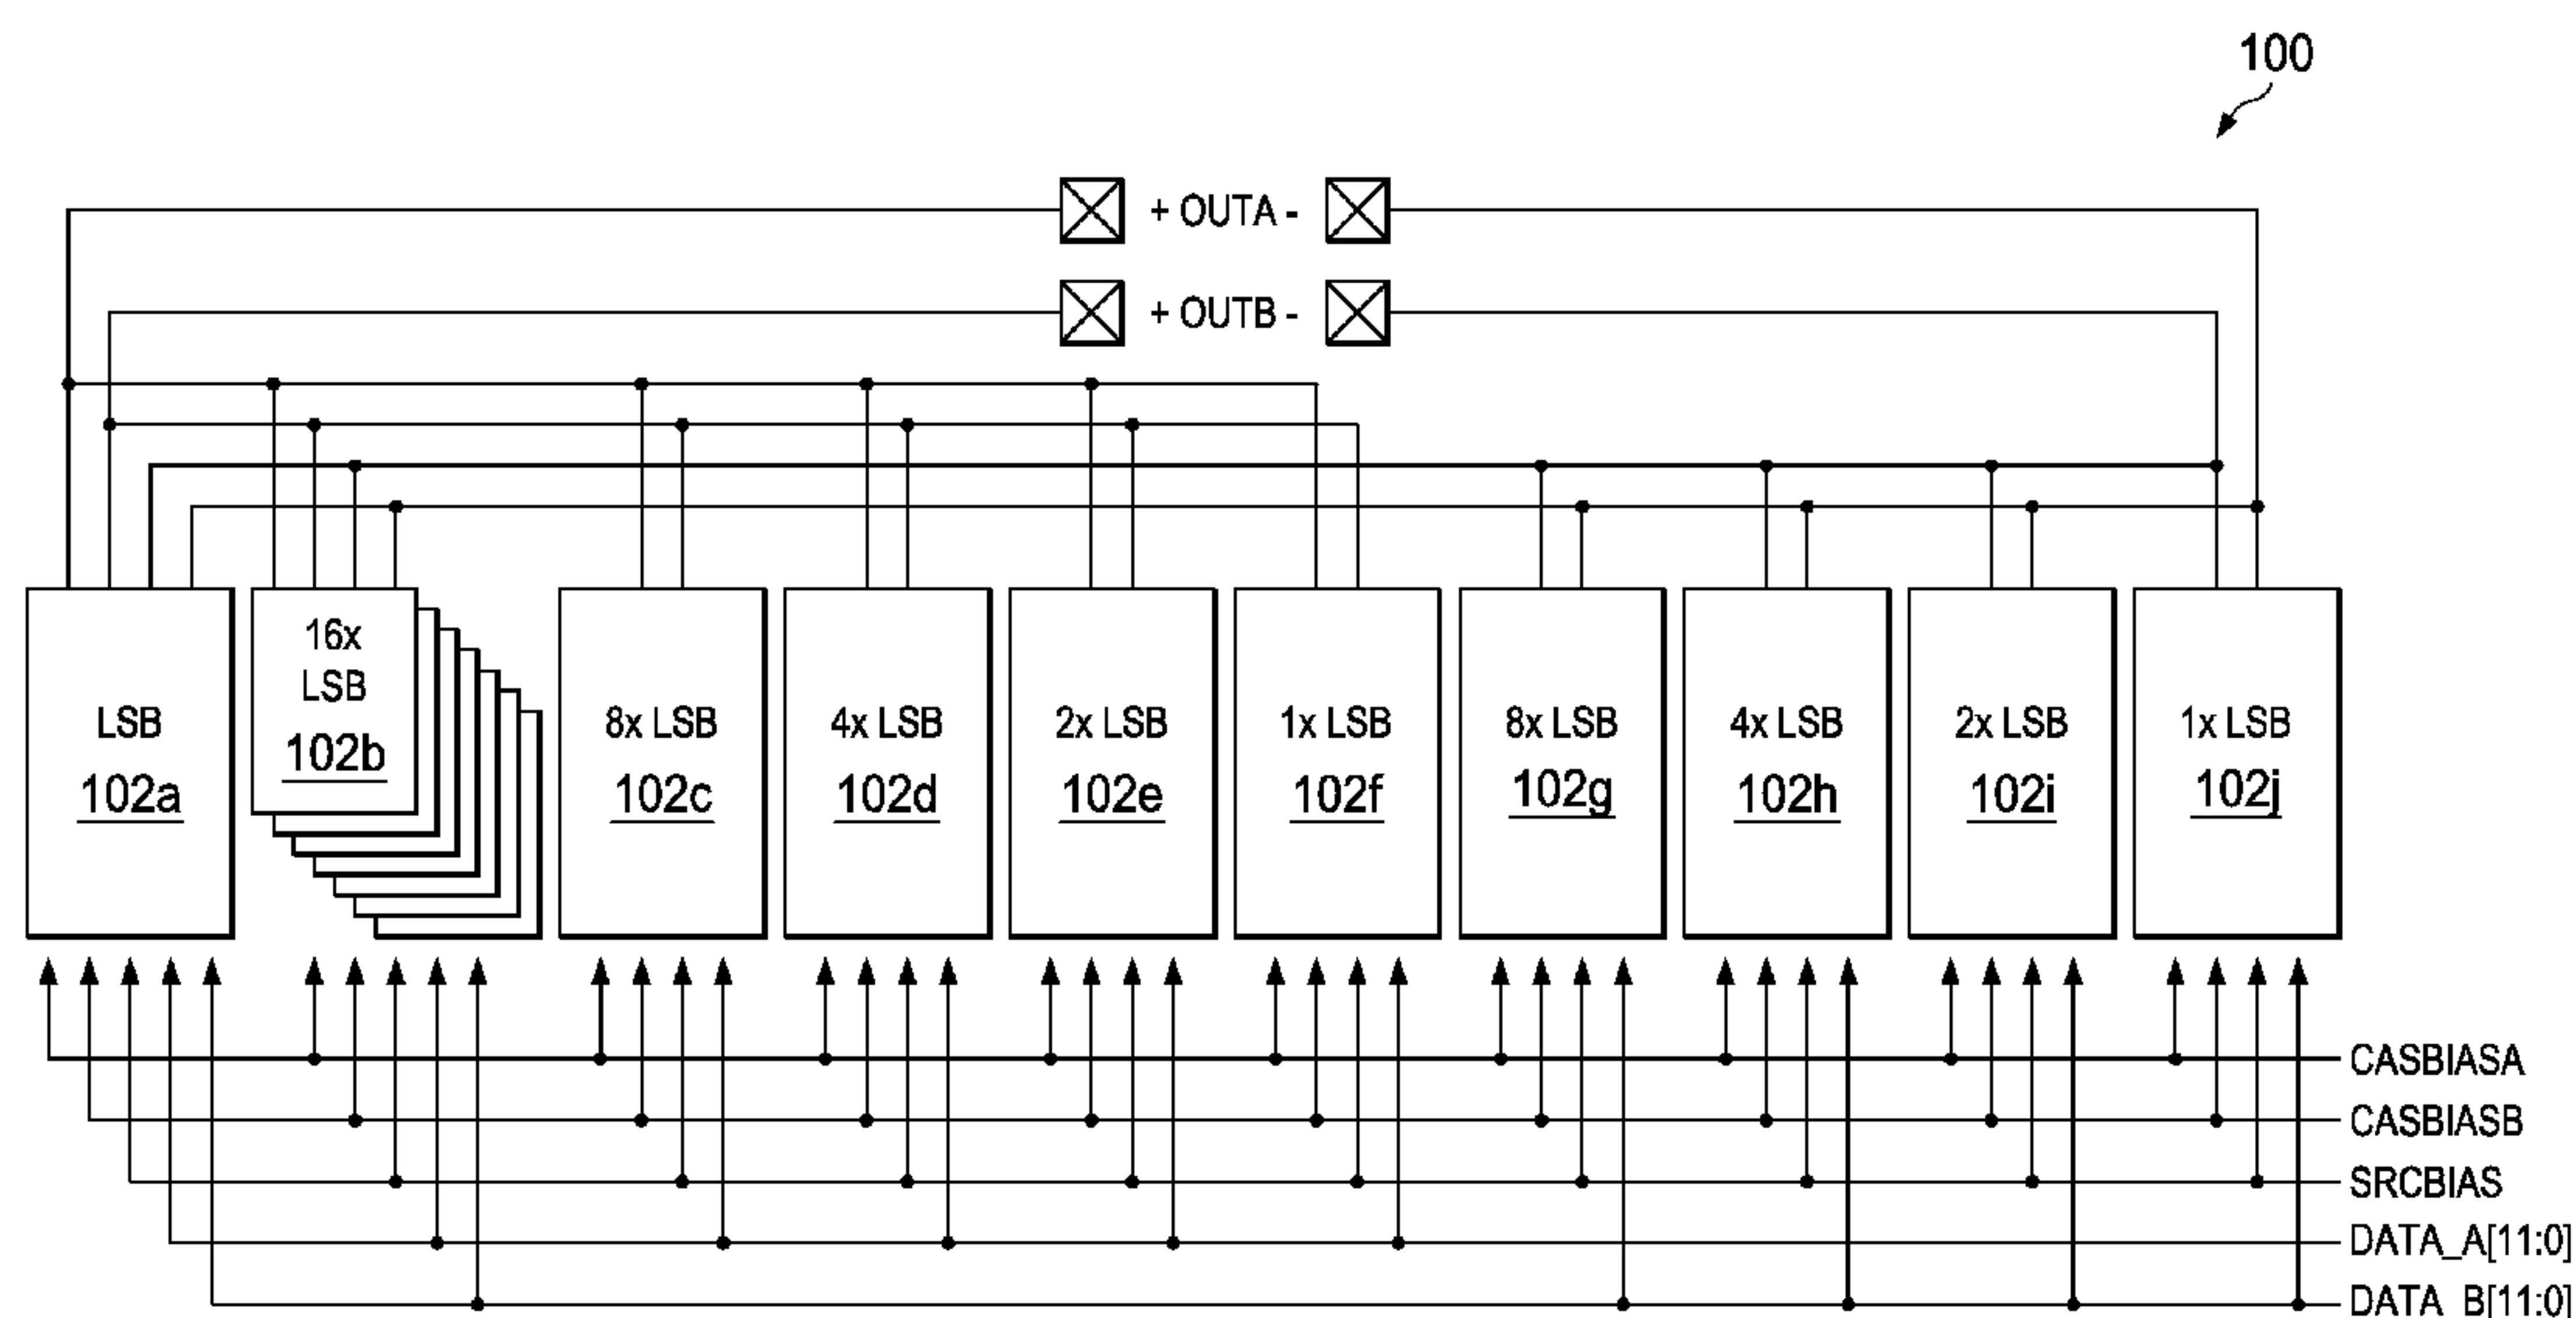 100
+ OUTA -
+ OUTB -
LSB
102a
16x
LSB
102b
8x LSB
102c
4x LSB
102d
2x LSB
102e
1x LSB
102f
8x LSB
102g
4x LSB
102h
2x LSB
102i
1x LSB
102j
CASBIASA
CASBIASB
SRCBIAS
DATA_A[11:0]
DATA_B[11:0]